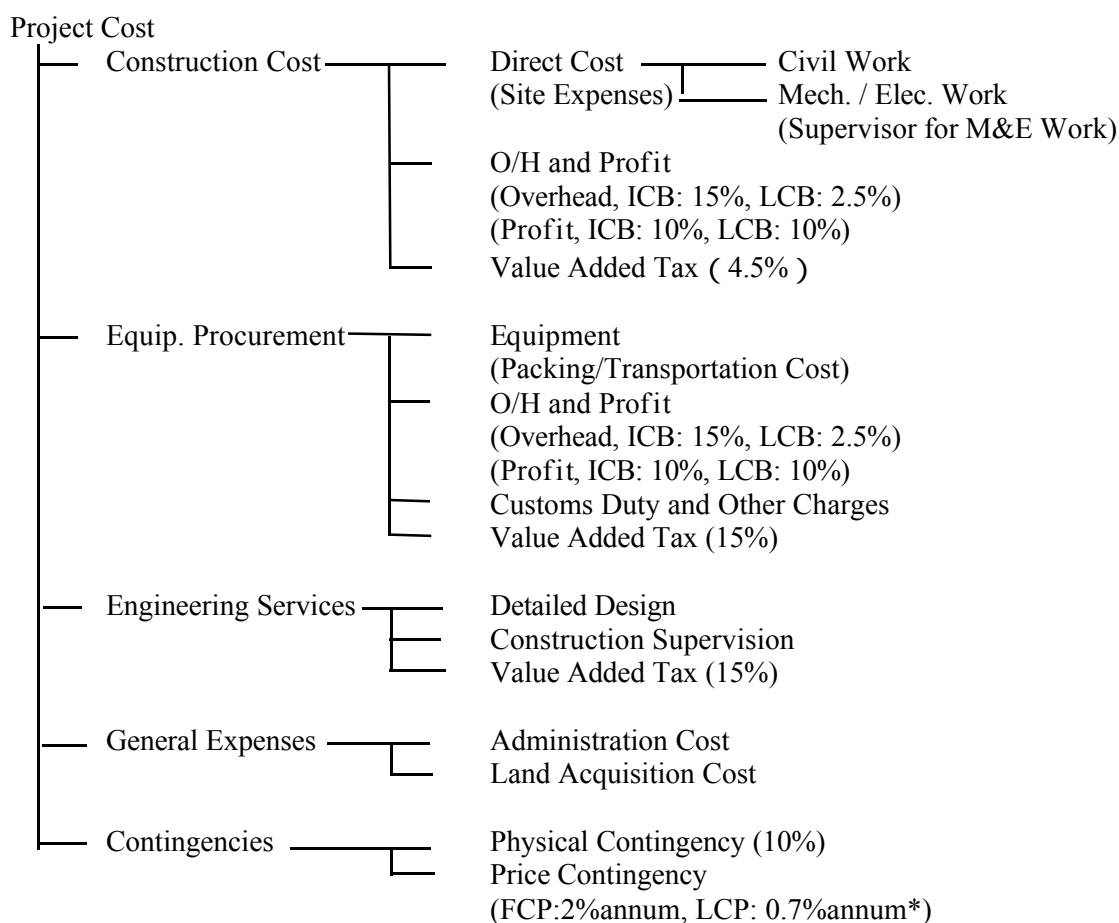 Project Cost
Construction Cost Direct Cost Civil Work
(Site Expenses) Mech. / Elec. Work
(Supervisor for M&E Work)
O/H and Profit
(Overhead, ICB: 15%, LCB: 2.5%)
(Profit, ICB: 10%, LCB: 10%)
Value Added Tax ( 4.5% )
Equip. Procurement Equipment
(Packing/Transportation Cost)
O/H and Profit
(Overhead, ICB: 15%, LCB: 2.5%)
(Profit, ICB: 10%, LCB: 10%)
Customs Duty and Other Charges
Value Added Tax (15%)
Engineering Services Detailed Design
Construction Supervision
Value Added Tax (15%)
General Expenses Administration Cost
Land Acquisition Cost
Contingencies Physical Contingency (10%)
Price Contingency
(FCP:2%annum, LCP: 0.7%annum*)